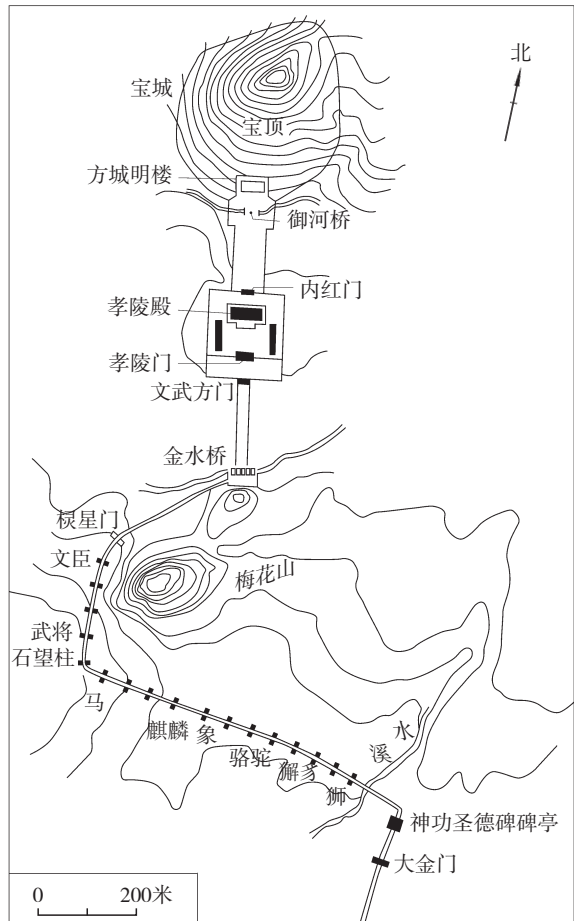 北
宝城
宝顶
方城明楼
御河桥
内红门
孝陵殿
孝陵门
文武方门
金水桥
棂星门
文臣
梅花山
武将
石望柱
马
麒麟
象
骆驼
獬豸
狮
水溪
神功圣德碑碑亭
大金门
0 200米